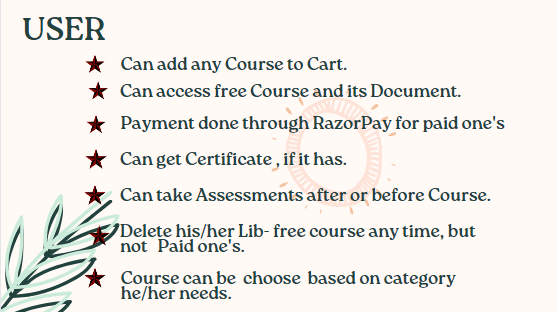 USER
Can add any Course to Cart.
Can access free Course and its Document.
Payment done through RazorPay for paid one's
Can get Certificate , if it has.
Can take Assessments after or before Course.
Delete his/her Lib- free course any time, but
not Paid one's.
Course can be choose based on category
he/her needs.